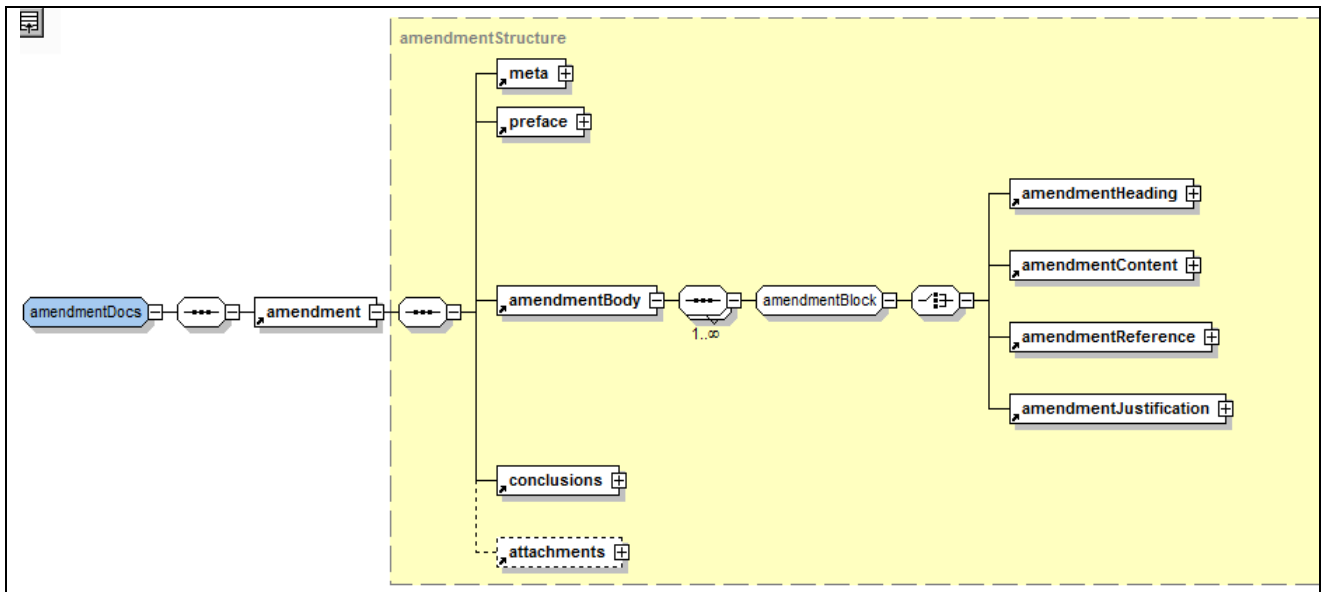 amendmentStructure
meta
preface
amendmentHeading
amendmentContent
amendmentDocs
amendment
amendmentBody
1..∞
amendmentBlock
amendmentReference
amendmentJustification
conclusions
attachments